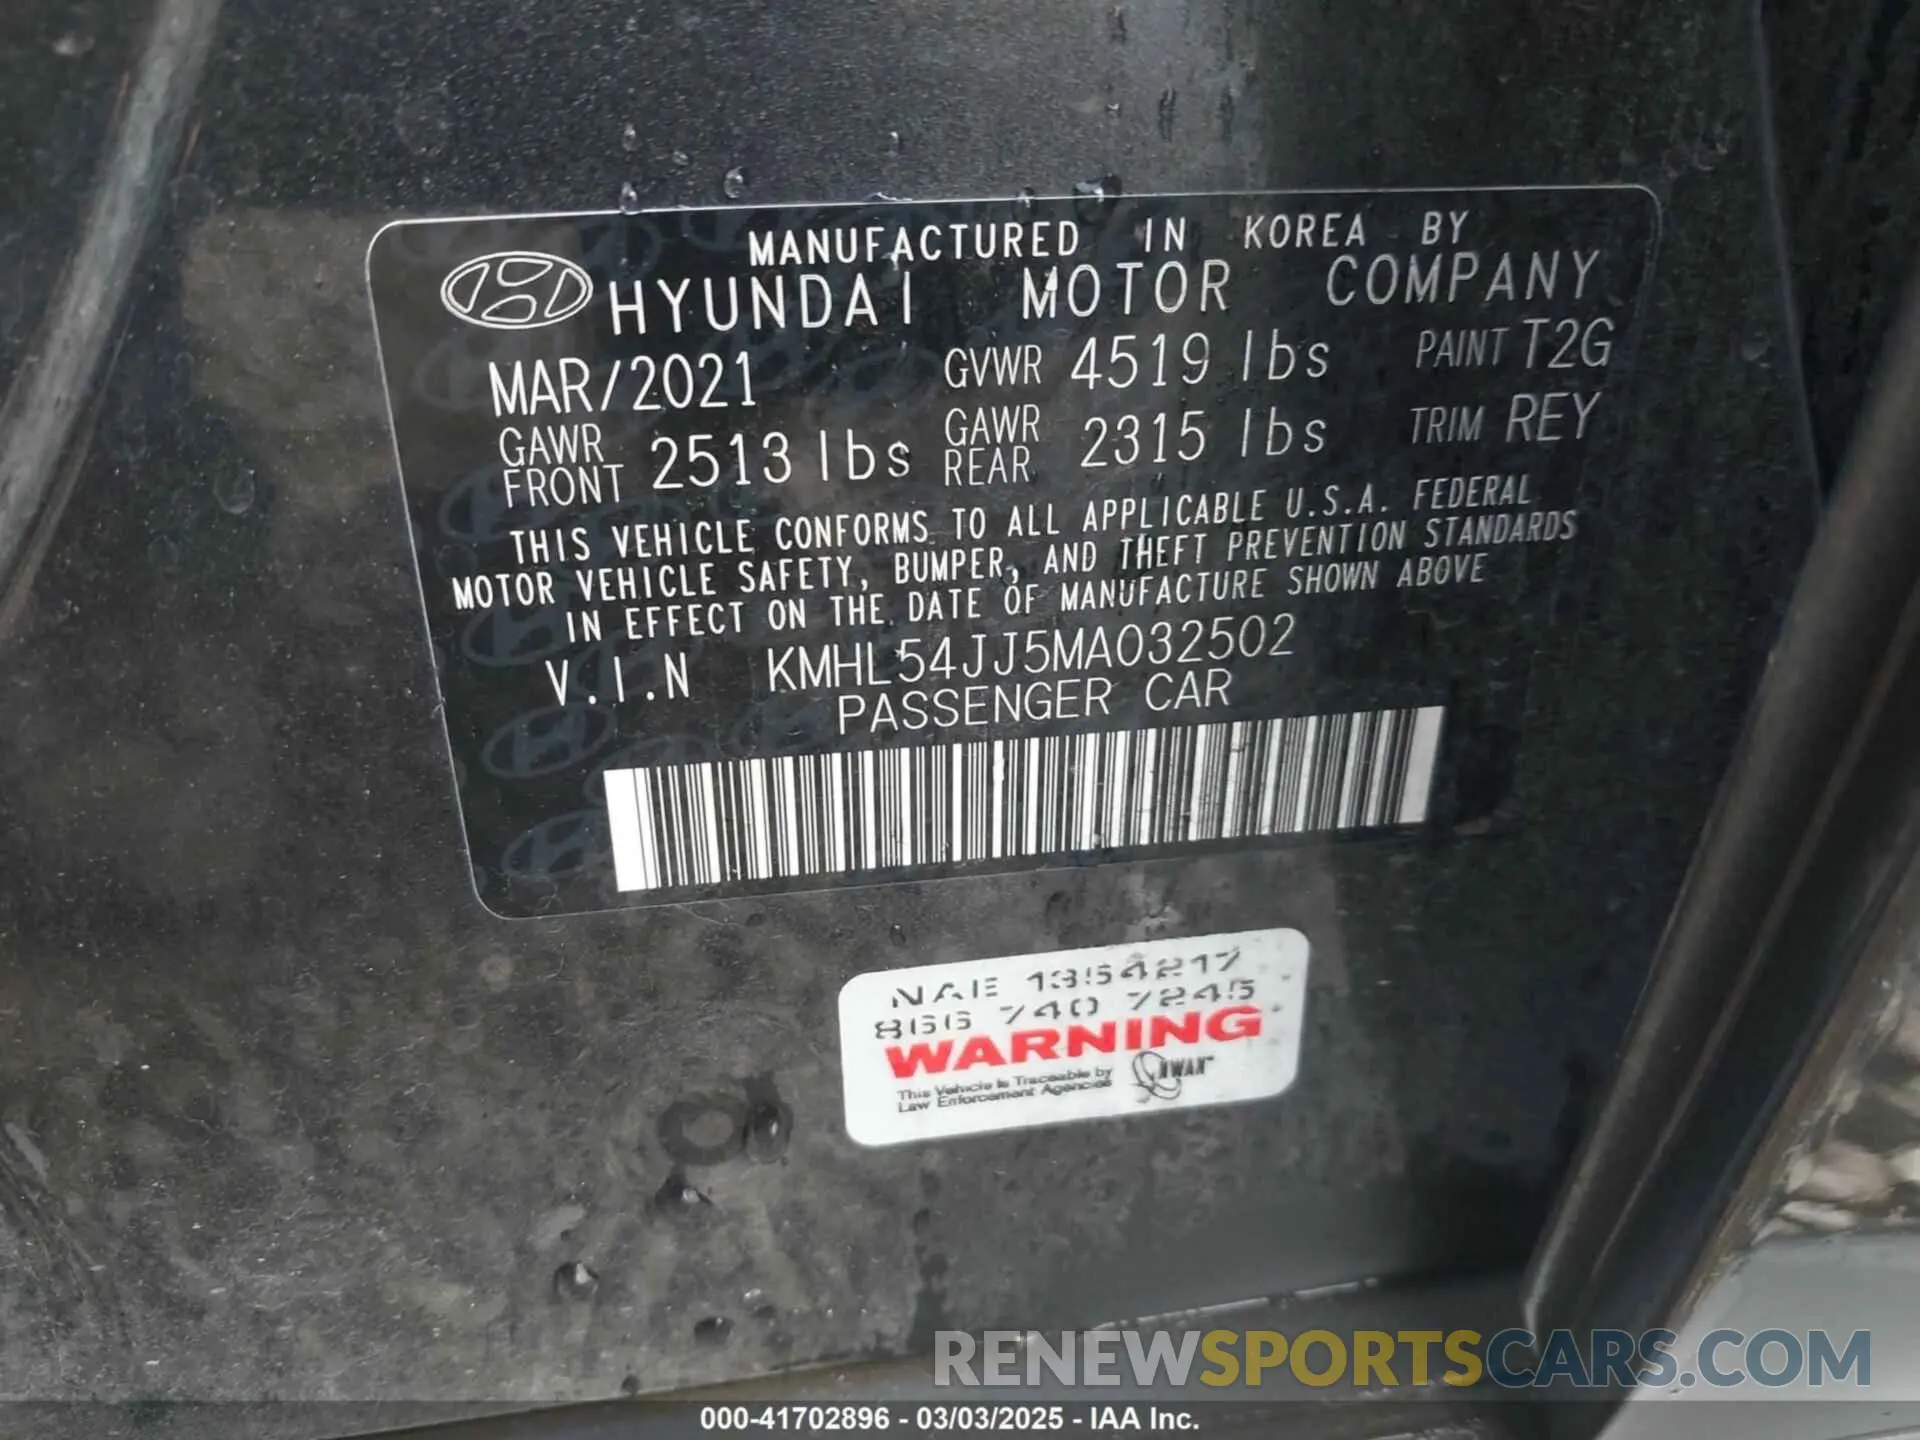 MANUFACTURED IN KOREA BY
HYUNDAI MOTOR COMPANY
MAR/2021 GVWR 4519 lbs PAINT T2G
GAWR FRONT 2513 lbs GAWR REAR 2315 lbs TRIM REY
THIS VEHICLE CONFORMS TO ALL APPLICABLE U.S.A. FEDERAL
MOTOR VEHICLE SAFETY, BUMPER, AND THEFT PREVENTION STANDARDS
IN EFFECT ON THE DATE OF MANUFACTURE SHOWN ABOVE
V.I.N KMHL54JJ5MA032502
PASSENGER CAR
NAE 1354217
866 740 7245
WARNING
This Vehicle is Traceable by
Law Enforcement Agencies
RENEWSPORTSCARS.COM
000-41702896 - 03/03/2025 - IAA Inc.